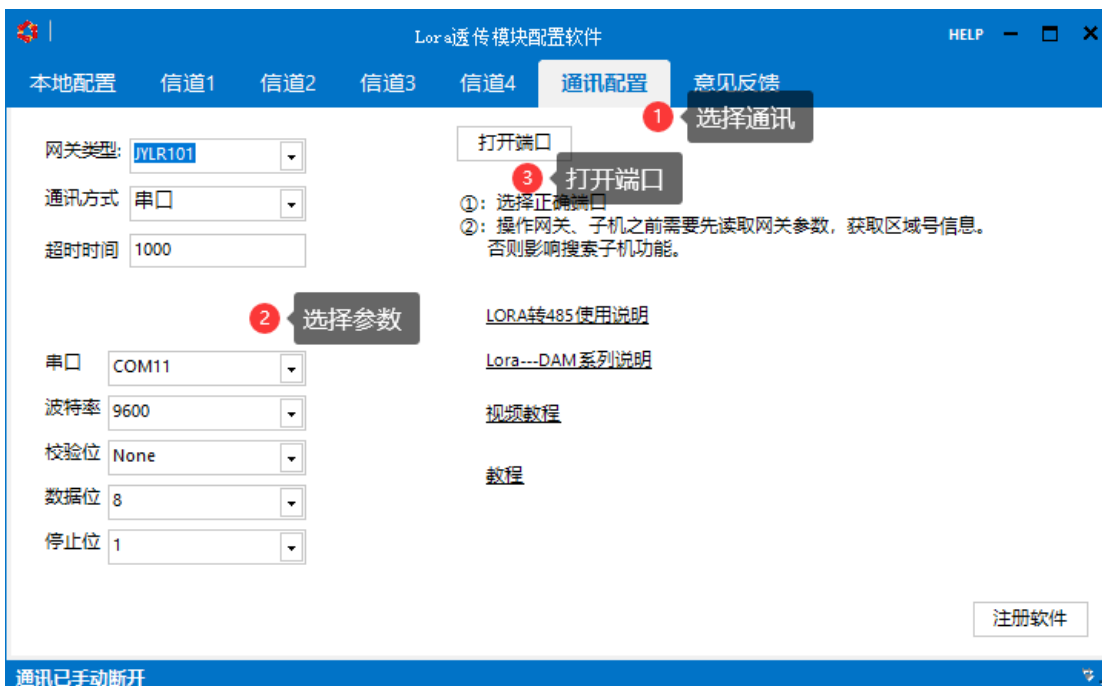 Lora透传模块配置软件
HELP
本地配置 信道1 信道2 信道3 信道4 通讯配置 意见反馈
1 选择通讯
网关类型: JYLR101
打开端口
3 打开端口
通讯方式 串口
①：选择正确端口
②：操作网关、子机之前需要先读取网关参数，获取区域号信息。
否则影响搜索子机功能。
超时时间 1000
2 选择参数
LORA转485使用说明
串口 COM11
Lora---DAM系列说明
波特率 9600
视频教程
校验位 None
教程
数据位 8
停止位 1
注册软件
通讯已手动断开